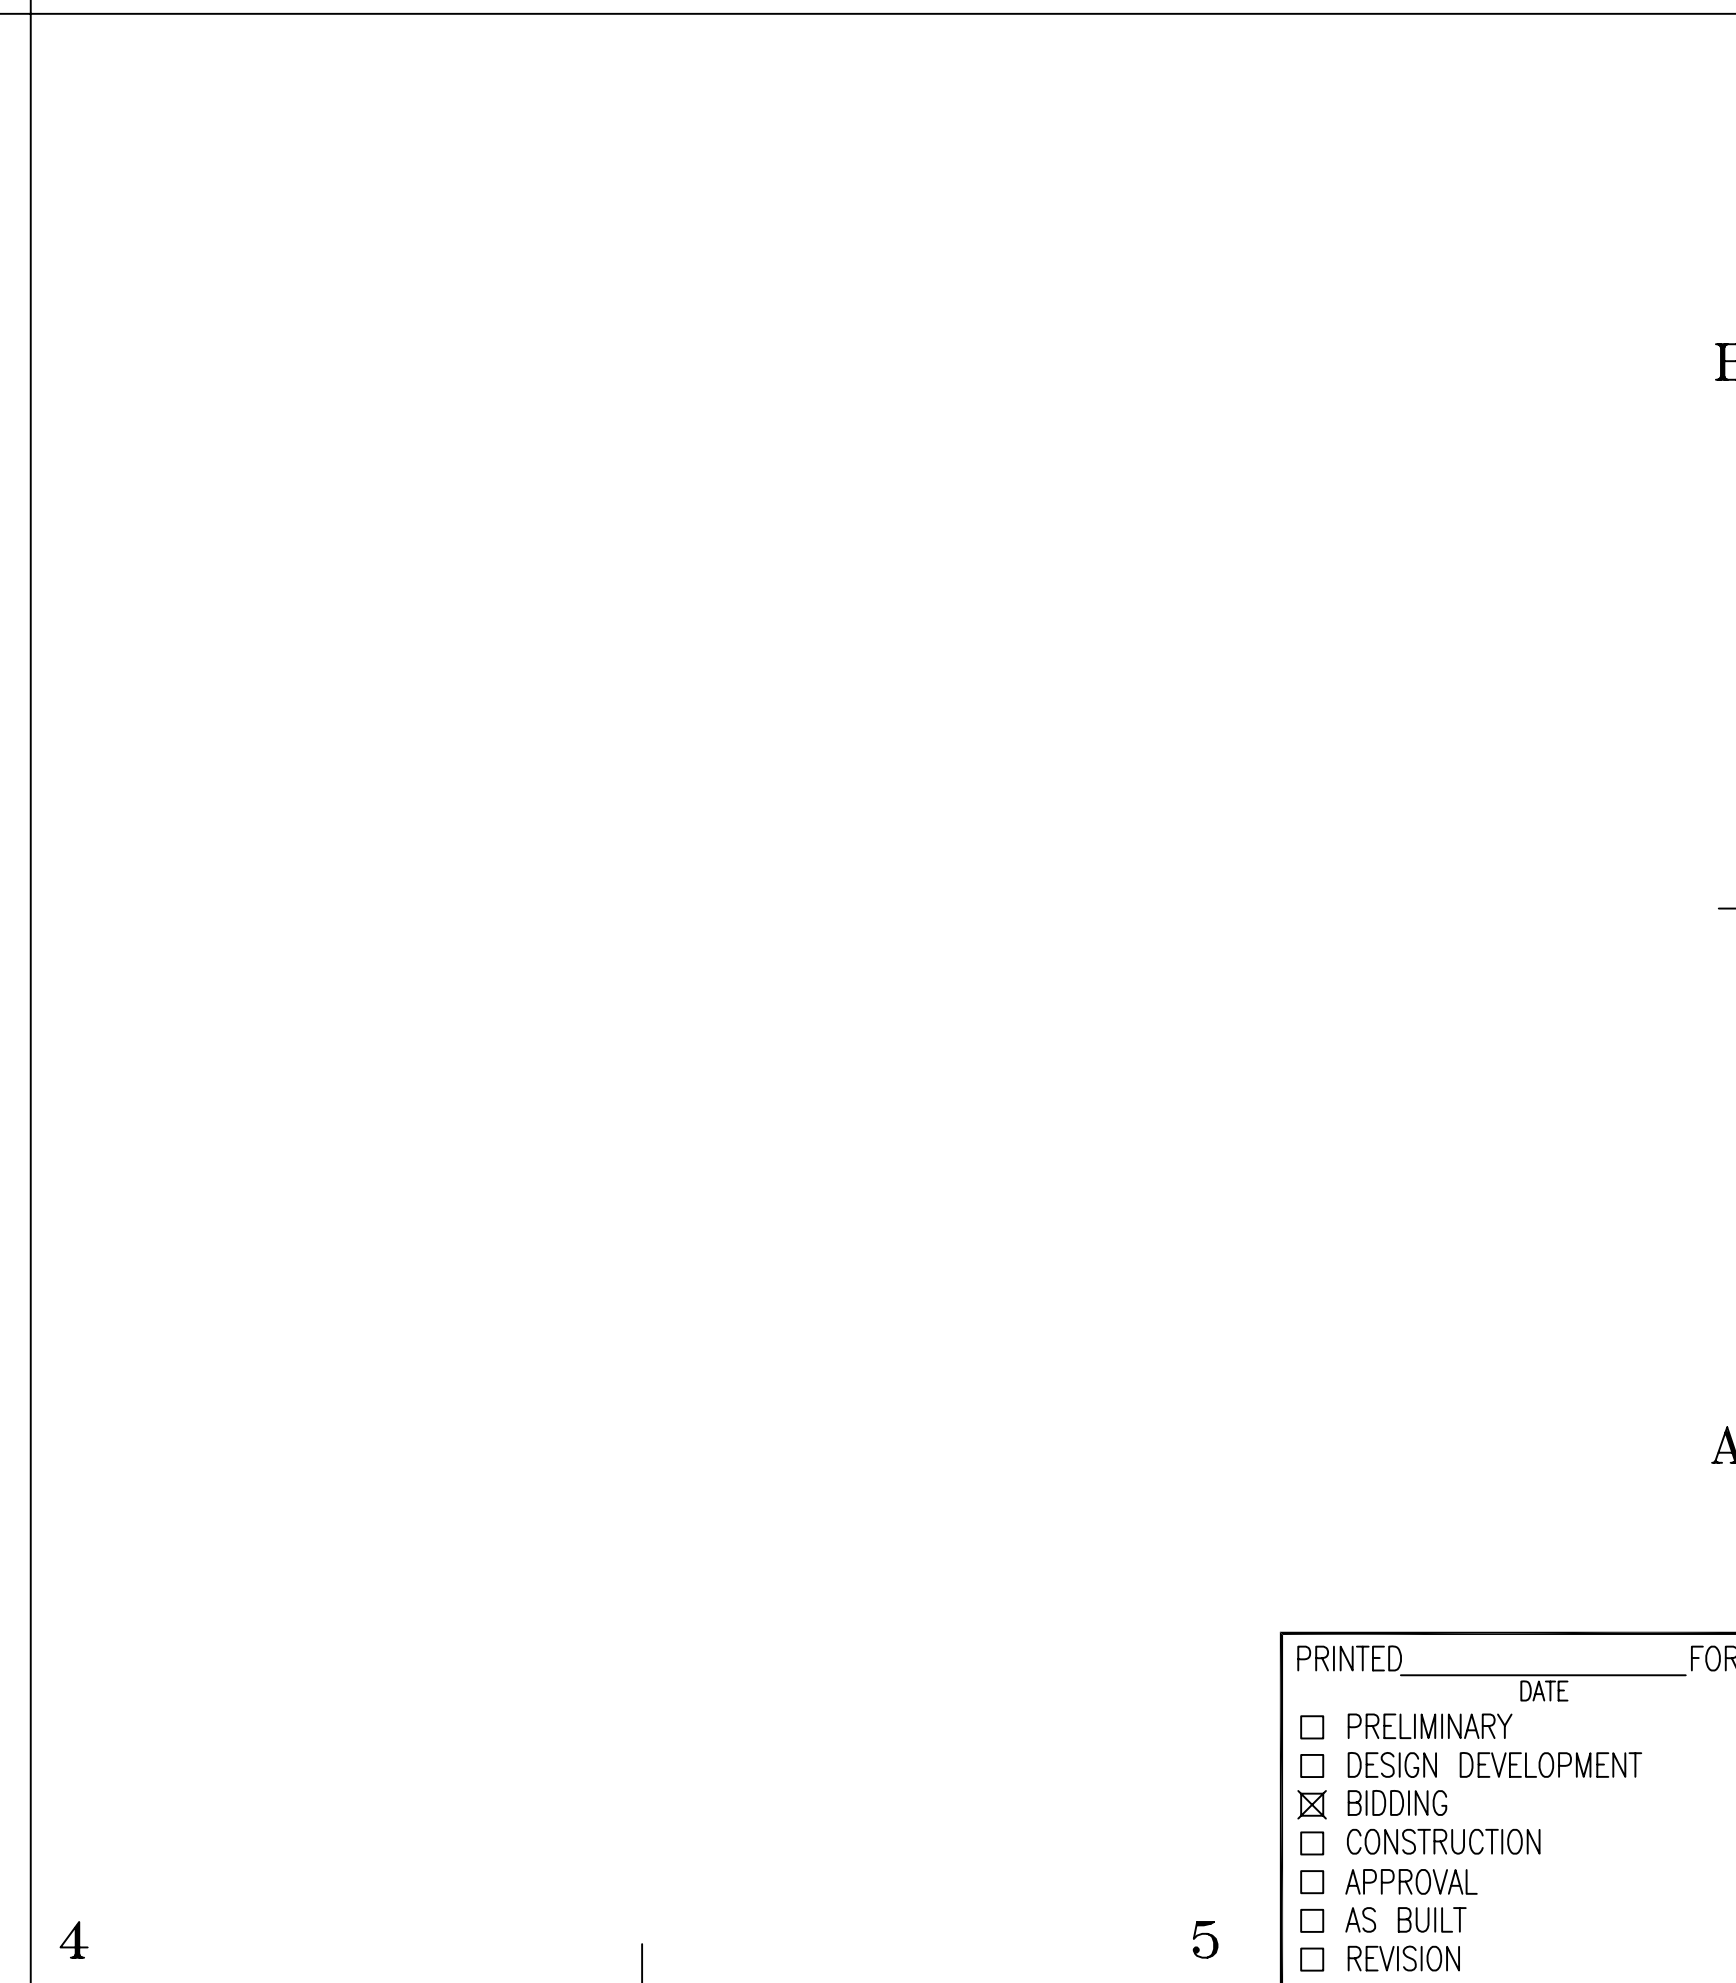 A
PRINTED FOR
DATE
PRELIMINARY
DESIGN DEVELOPMENT
BIDDING
CONSTRUCTION
APPROVAL
AS BUILT
REVISION
4 5